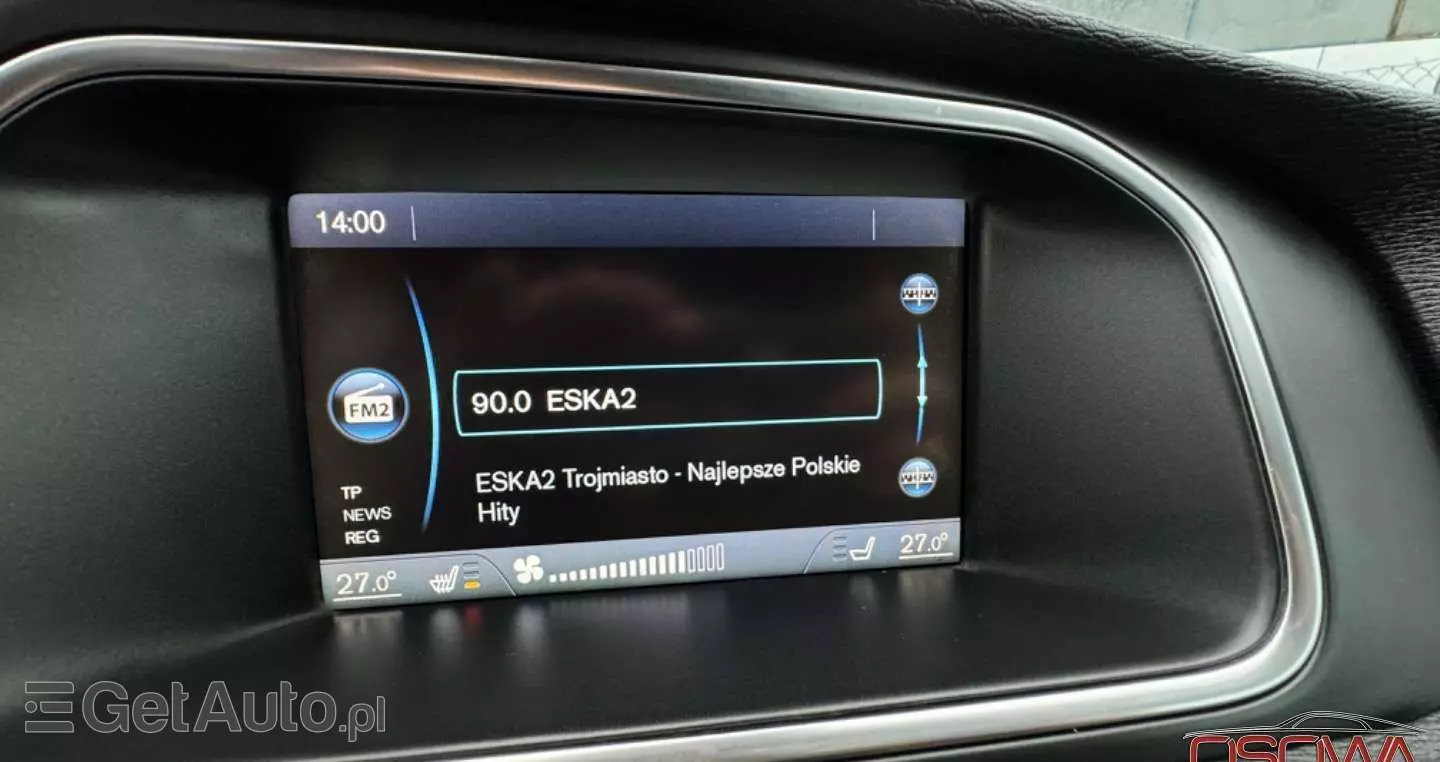 14:00
FM2
90.0 ESKA2
ESKA2 Trojmiasto - Najlepsze Polskie
Hity
TP
NEWS
REG
27.0°
27.0°
GetAuto.pl
OSOWA